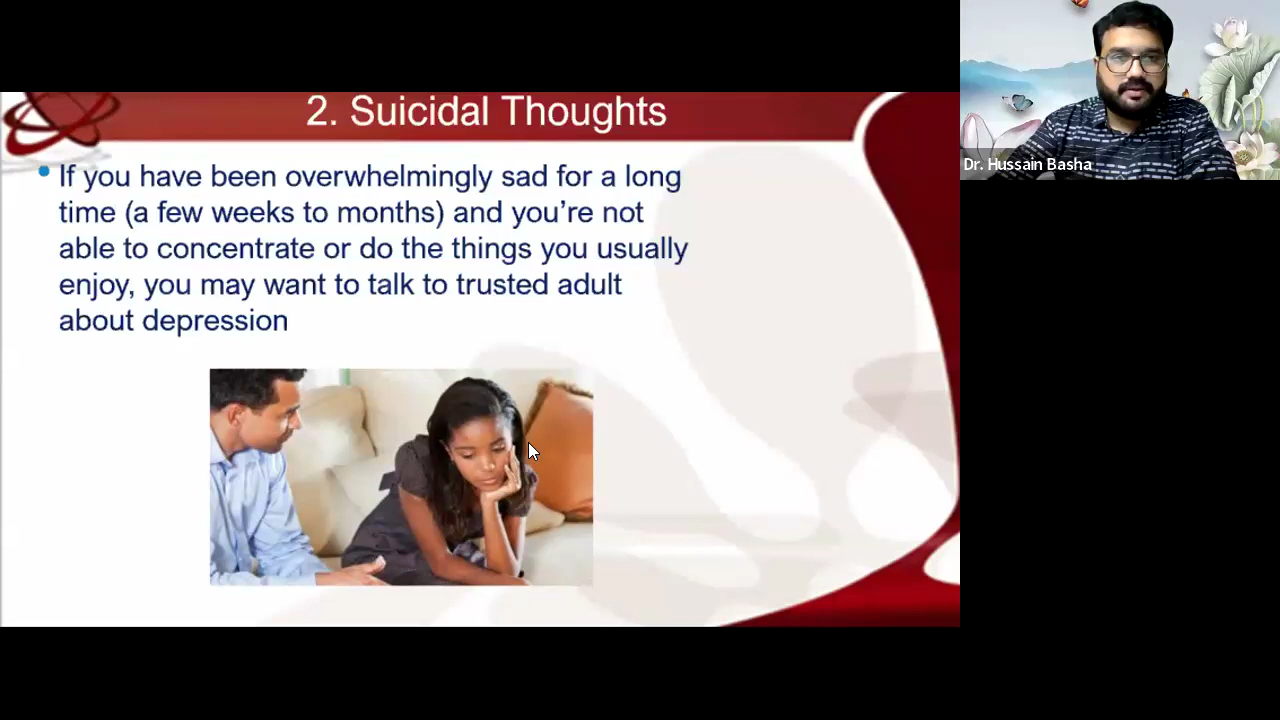 2. Suicidal Thoughts
If you have been overwhelmingly sad for a long
time (a few weeks to months) and you’re not
able to concentrate or do the things you usually
enjoy, you may want to talk to trusted adult
about depression
Dr. Hussain Basha